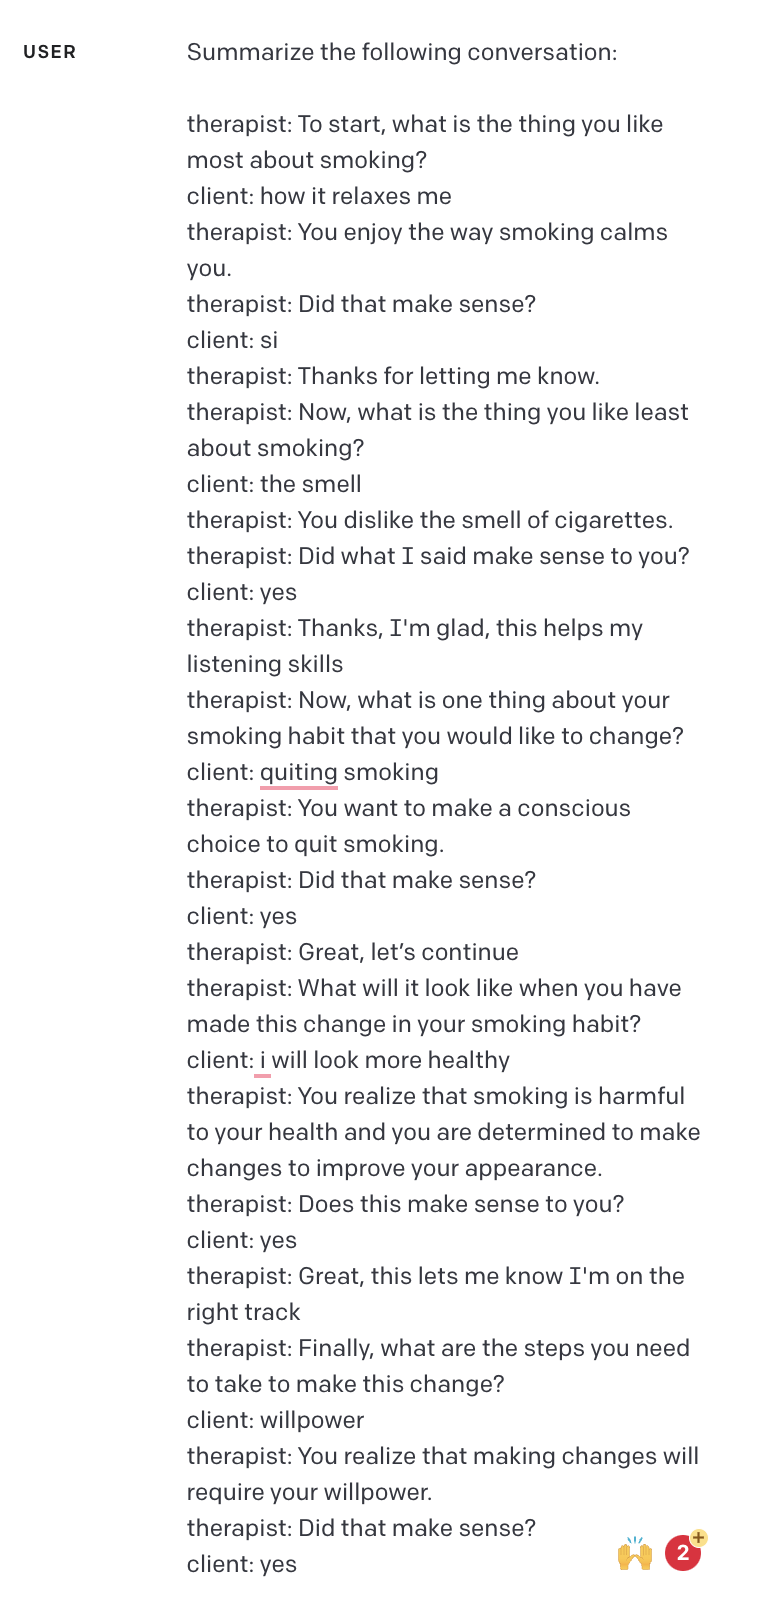 USER
Summarize the following conversation:
therapist: To start, what is the thing you like
most about smoking?
client: how it relaxes me
therapist: You enjoy the way smoking calms
you.
therapist: Did that make sense?
client: si
therapist: Thanks for letting me know.
therapist: Now, what is the thing you like least
about smoking?
client: the smell
therapist: You dislike the smell of cigarettes.
therapist: Did what I said make sense to you?
client: yes
therapist: Thanks, I'm glad, this helps my
listening skills
therapist: Now, what is one thing about your
smoking habit that you would like to change?
client: quiting smoking
therapist: You want to make a conscious
choice to quit smoking.
therapist: Did that make sense?
client: yes
therapist: Great, let’s continue
therapist: What will it look like when you have
made this change in your smoking habit?
client: i will look more healthy
therapist: You realize that smoking is harmful
to your health and you are determined to make
changes to improve your appearance.
therapist: Does this make sense to you?
client: yes
therapist: Great, this lets me know I'm on the
right track
therapist: Finally, what are the steps you need
to take to make this change?
client: willpower
therapist: You realize that making changes will
require your willpower.
therapist: Did that make sense?
client: yes
2
+